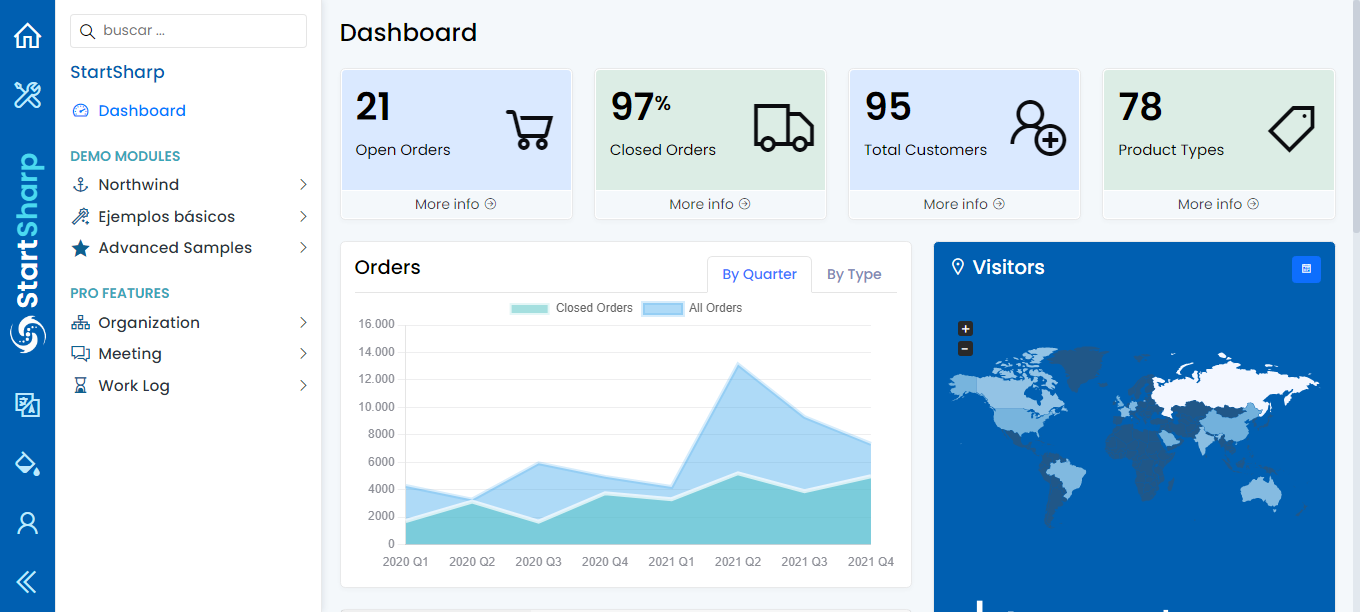 StartSharp
buscar ...
StartSharp
Dashboard
DEMO MODULES
Northwind
Ejemplos básicos
Advanced Samples
PRO FEATURES
Organization
Meeting
Work Log
Dashboard
21
Open Orders
More info
97%
Closed Orders
More info
95
Total Customers
More info
78
Product Types
More info
Orders
By Quarter
By Type
Closed Orders
All Orders
16.000
14.000
12.000
10.000
8000
6000
4000
2000
0
2020 Q1
2020 Q2
2020 Q3
2020 Q4
2021 Q1
2021 Q2
2021 Q3
2021 Q4
Visitors
+
−